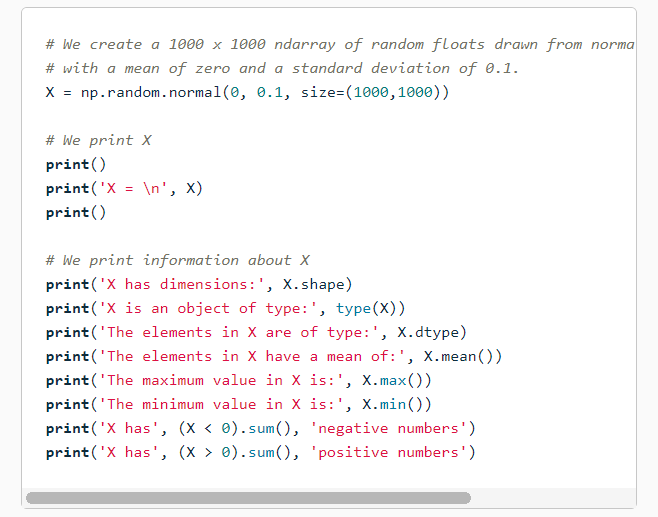 # We create a 1000 x 1000 ndarray of random floats drawn from norma
# with a mean of zero and a standard deviation of 0.1.
X = np.random.normal(0, 0.1, size=(1000,1000))
# We print X
print()
print('X = \n', X)
print()
# We print information about X
print('X has dimensions:', X.shape)
print('X is an object of type:', type(X))
print('The elements in X are of type:', X.dtype)
print('The elements in X have a mean of:', X.mean())
print('The maximum value in X is:', X.max())
print('The minimum value in X is:', X.min())
print('X has', (X < 0).sum(), 'negative numbers')
print('X has', (X > 0).sum(), 'positive numbers')